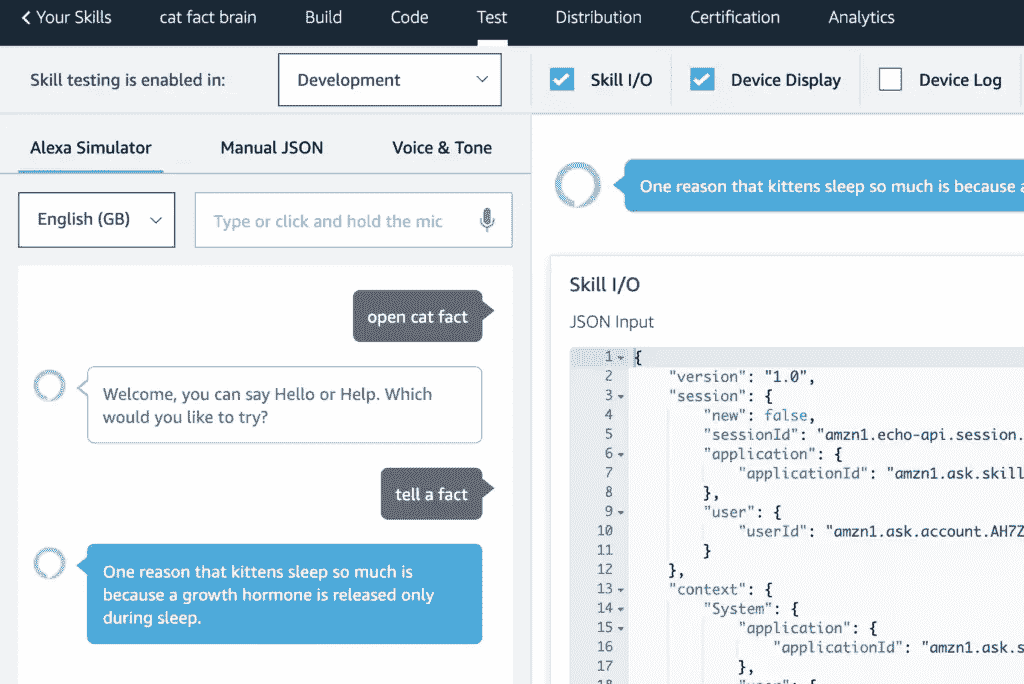 Your Skills cat fact brain Build Code Test Distribution Certification Analytics
Skill testing is enabled in: Development Skill I/O Device Display Device Log
Alexa Simulator Manual JSON Voice & Tone
English (GB) Type or click and hold the mic
open cat fact
Welcome, you can say Hello or Help. Which
would you like to try?
tell a fact
One reason that kittens sleep so much is
because a growth hormone is released only
during sleep.
One reason that kittens sleep so much is because a
Skill I/O
JSON Input
1 {
2 "version": "1.0",
3 "session": {
4 "new": false,
5 "sessionId": "amzn1.echo-api.session.
6 "application": {
7 "applicationId": "amzn1.ask.skill
8 },
9 "user": {
10 "userId": "amzn1.ask.account.AH7Z
11 }
12 },
13 "context": {
14 "System": {
15 "application": {
16 "applicationId": "amzn1.ask.s
17 },
18 "user": {